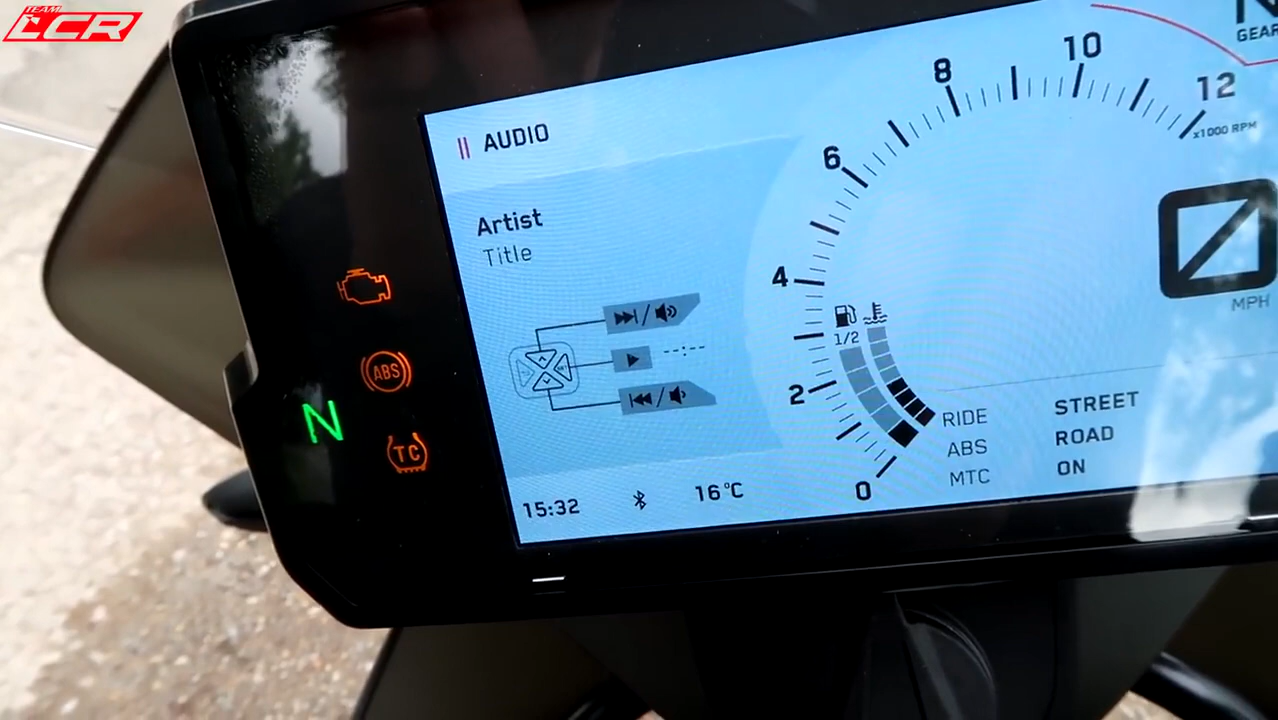 TEAM
LCR
AUDIO
Artist
Title
--:--
15:32
16°C
ABS
N
TC
0
2
4
6
8
10
12
x1000 RPM
1/2
N
GEAR
0
MPH
RIDE STREET
ABS ROAD
MTC ON